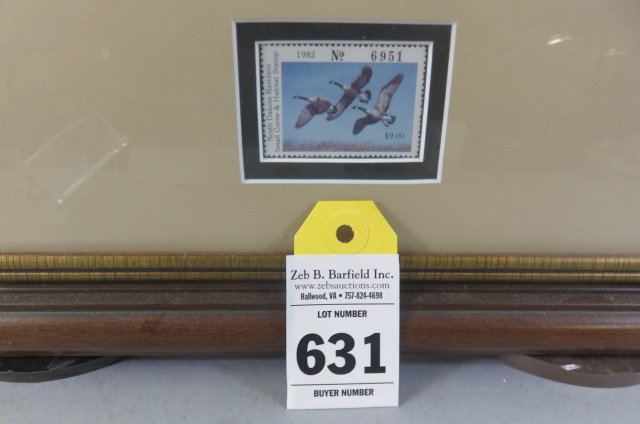 1982 No 6951
North Dakota Resident
Small Game & Habitat Stamp
$9.00
Zeb B. Barfield Inc.
www.zebsauctions.com
Hallwood, VA • 757-824-4698
LOT NUMBER
631
BUYER NUMBER